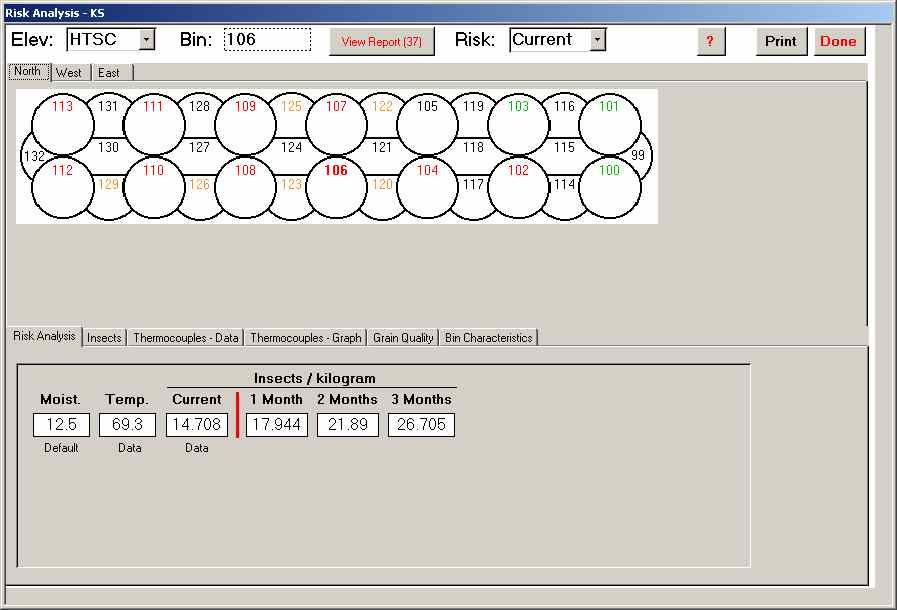 Risk Analysis - KS
Elev: HTSC Bin: 106 View Report (37) Risk: Current ? Print Done
North West East
113 131 111 128 109 125 107 122 105 119 103 116 101
132 130 127 124 121 118 115 99
112 129 110 126 108 123 106 120 104 117 102 114 100
Risk Analysis Insects Thermocouples - Data Thermocouples - Graph Grain Quality Bin Characteristics
Insects / kilogram
Moist. Temp. Current 1 Month 2 Months 3 Months
12.5 69.3 14.708 17.944 21.89 26.705
Default Data Data